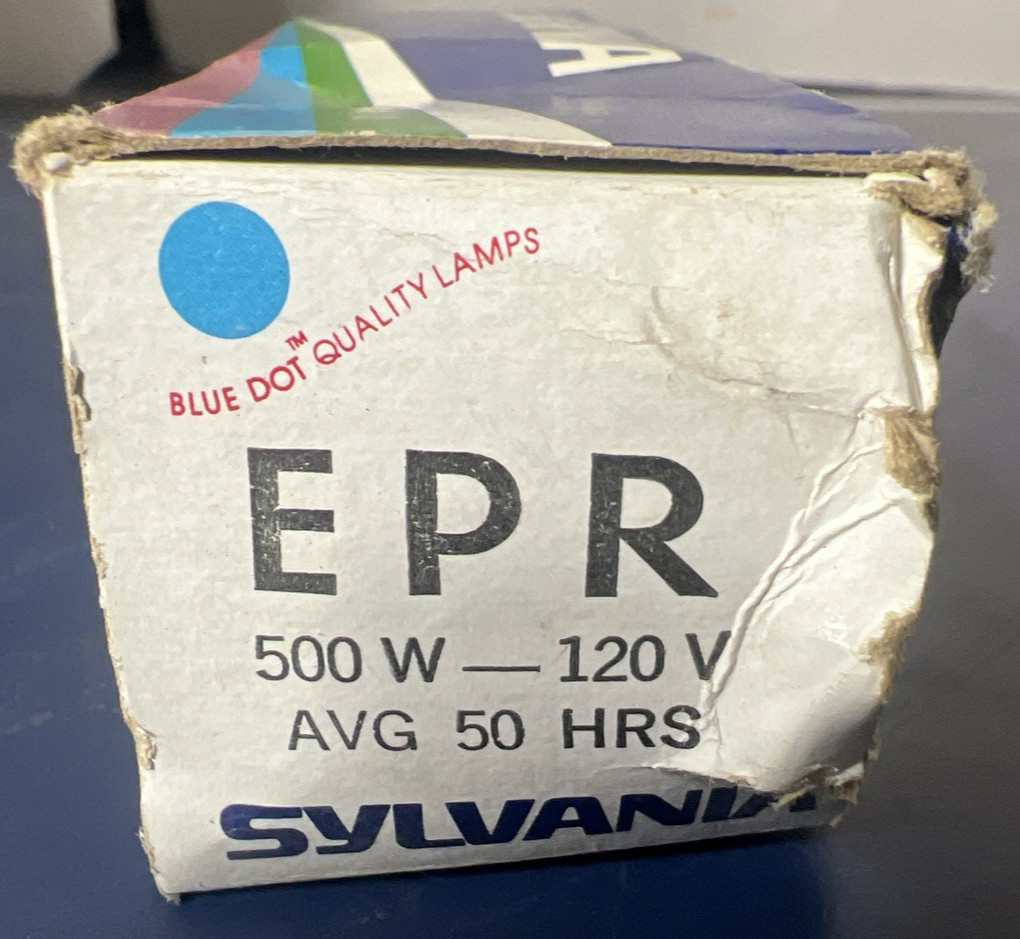 A
BLUE DOT™ QUALITY LAMPS
EPR
500 W — 120 V
AVG 50 HRS
SYLVANIA